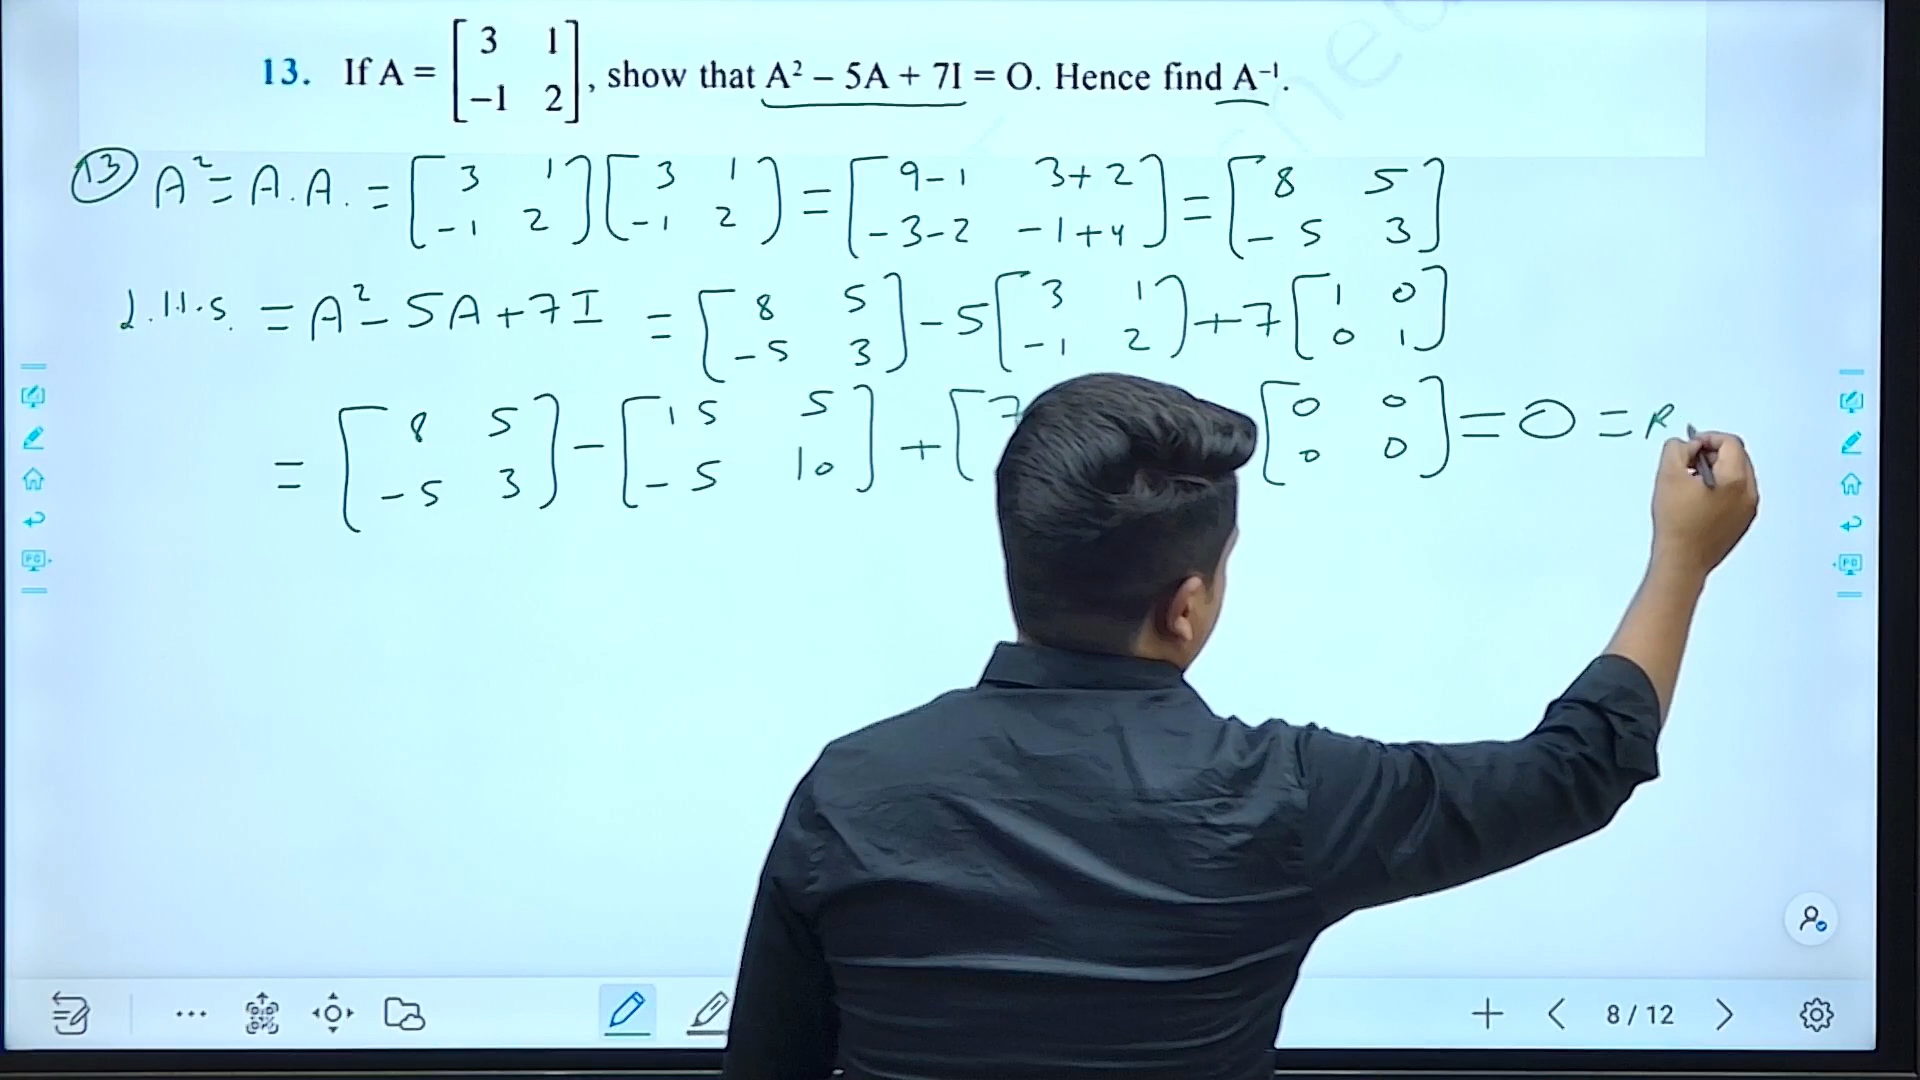 13. If A = [3 1; −1 2], show that A² − 5A + 7I = O. Hence find A⁻¹.
13 A² = A.A. = [3 1; -1 2] [3 1; -1 2] = [9-1 3+2; -3-2 -1+4] = [8 5; -5 3]
L.H.S. = A² - 5A + 7I = [8 5; -5 3] - 5 [3 1; -1 2] + 7 [1 0; 0 1]
= [8 5; -5 3] - [15 5; -5 10] + [7 [0 0; 0 0] = O = R
8 / 12